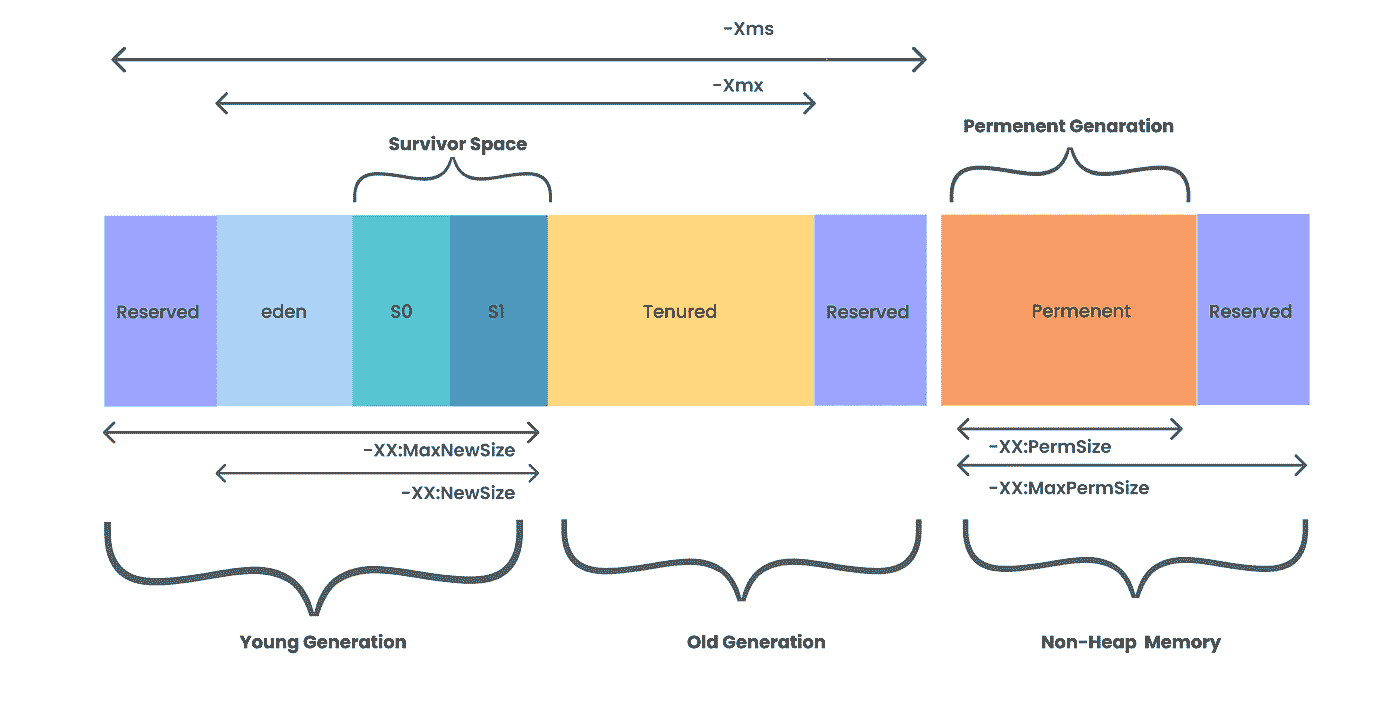 -Xms
-Xmx
Survivor Space
Permenent Genaration
Reserved
eden
S0
S1
Tenured
Reserved
Permenent
Reserved
-XX:MaxNewSize
-XX:NewSize
-XX:PermSize
-XX:MaxPermSize
Young Generation
Old Generation
Non-Heap Memory